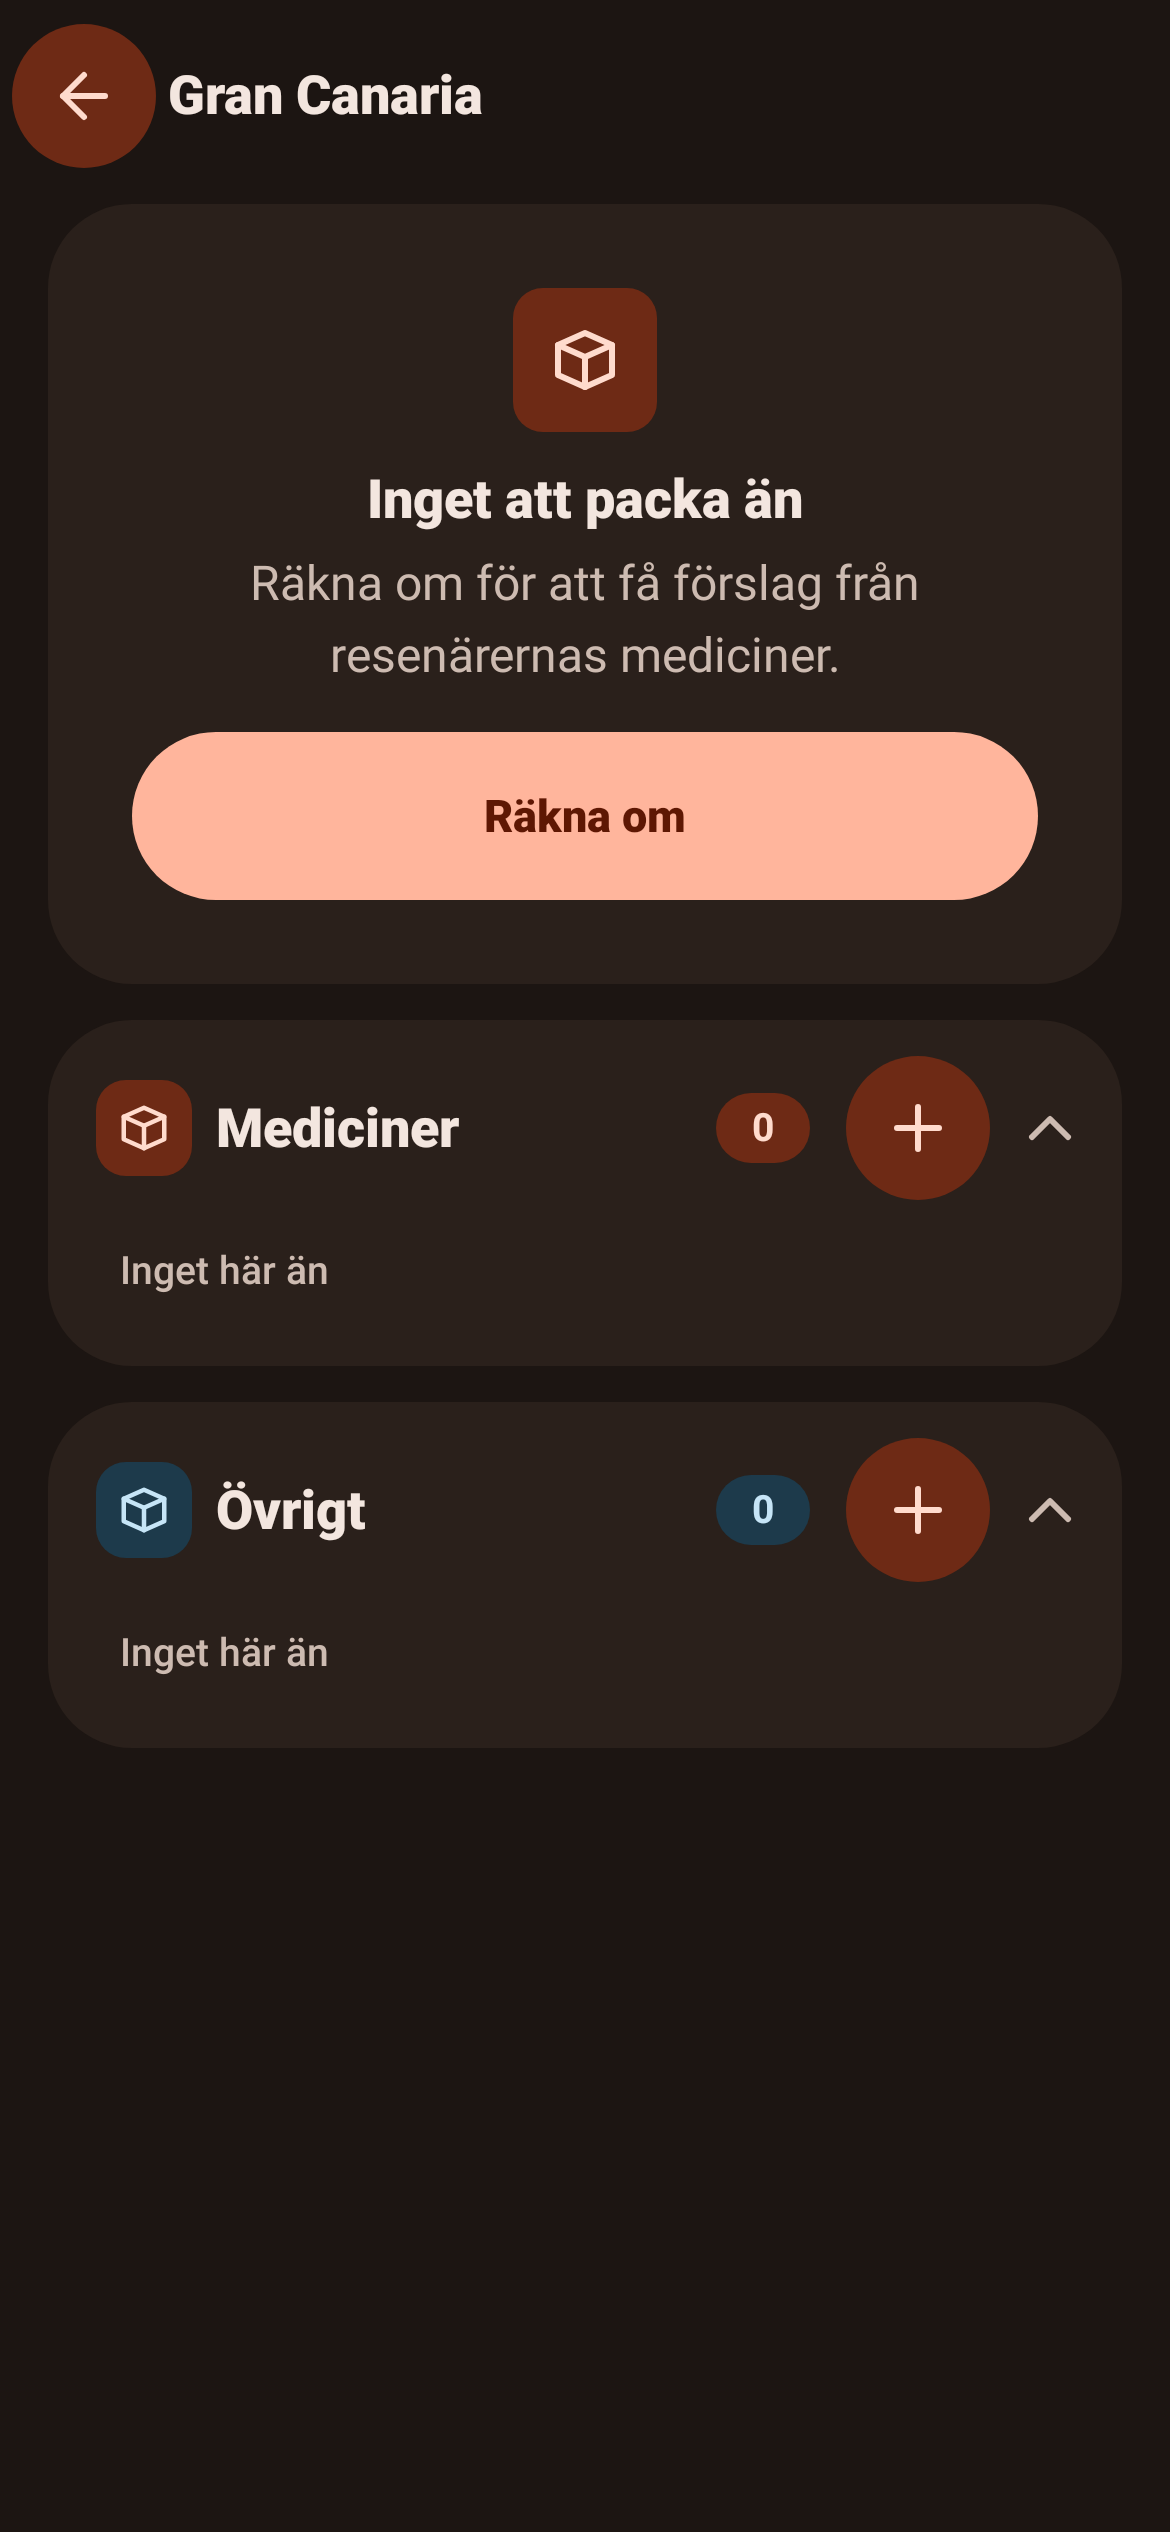 Gran Canaria
Inget att packa än
Räkna om för att få förslag från
resenärernas mediciner.
Räkna om
Mediciner
0
Inget här än
Övrigt
0
Inget här än